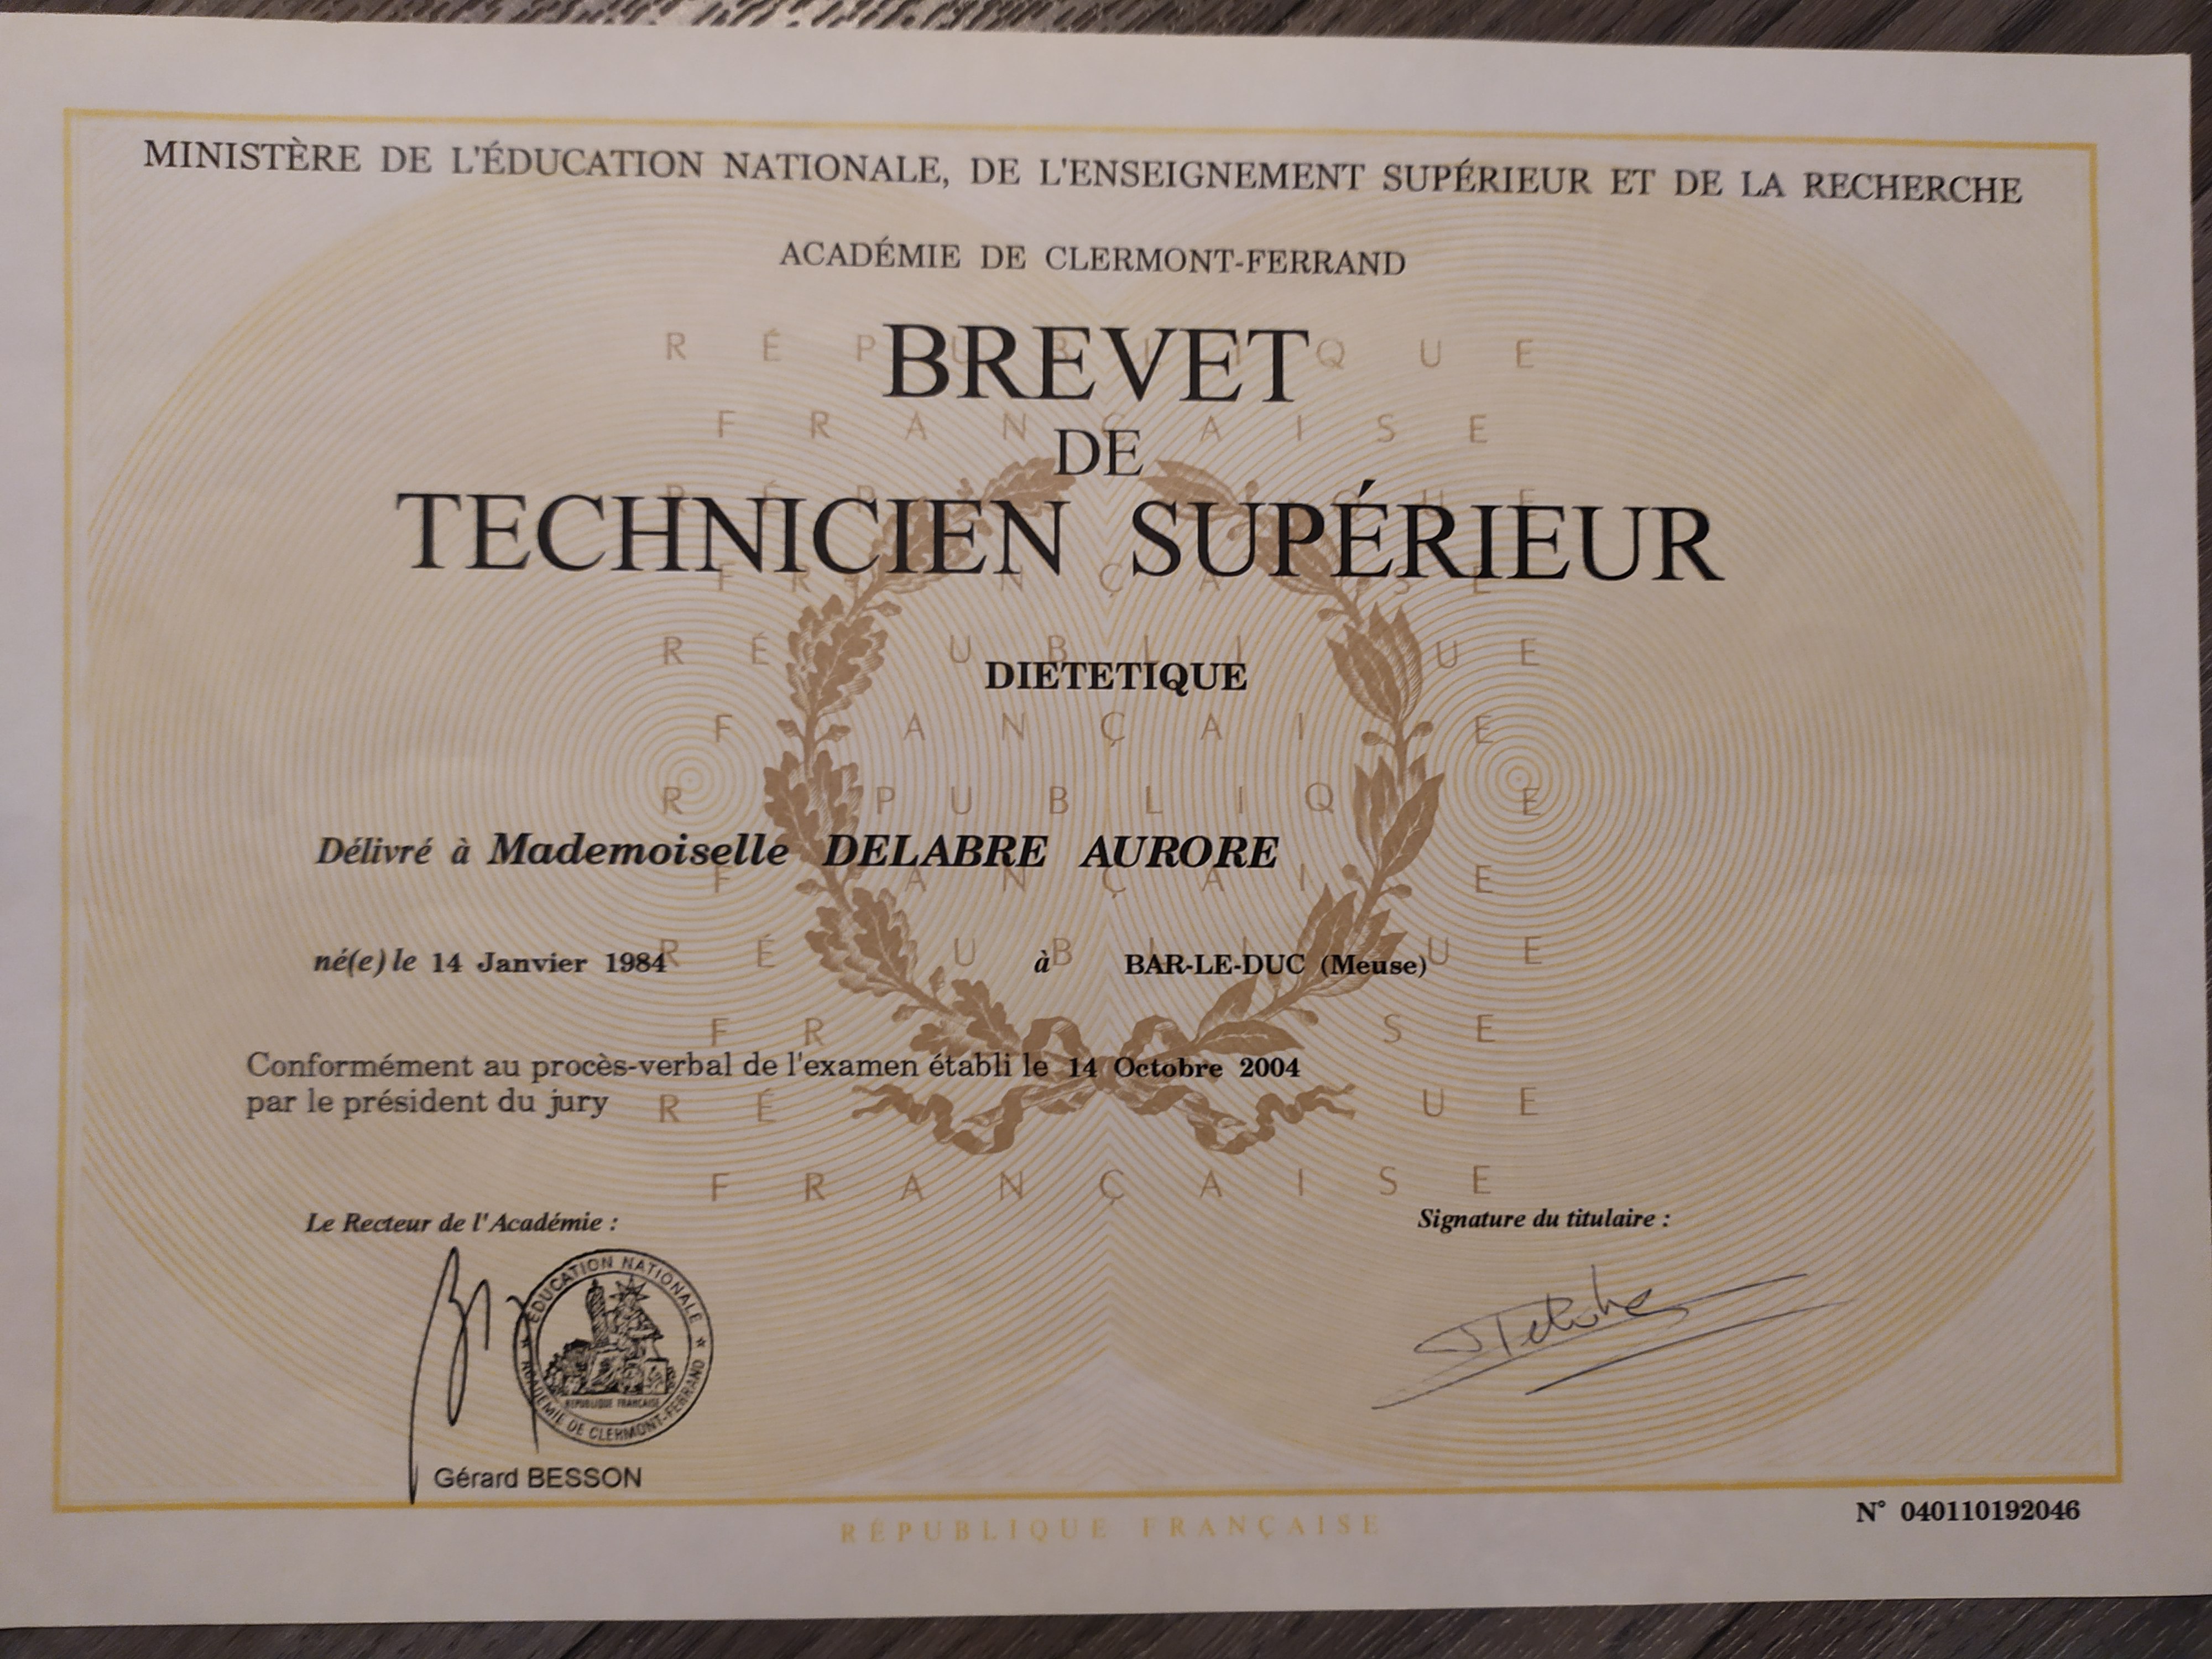 MINISTÈRE DE L'ÉDUCATION NATIONALE, DE L'ENSEIGNEMENT SUPÉRIEUR ET DE LA RECHERCHE
ACADÉMIE DE CLERMONT-FERRAND
BREVET
DE
TECHNICIEN SUPÉRIEUR
DIETETIQUE
Délivré à Mademoiselle DELABRE AURORE
né(e) le 14 Janvier 1984 à BAR-LE-DUC (Meuse)
Conformément au procès-verbal de l'examen établi le 14 Octobre 2004
par le président du jury
FRANÇAISE
Le Recteur de l'Académie :
Signature du titulaire :
ÉDUCATION NATIONALE
RÉPUBLIQUE FRANÇAISE
ACADÉMIE DE CLERMONT-FERRAND
Gérard BESSON
N° 040110192046
RÉPUBLIQUE FRANÇAISE